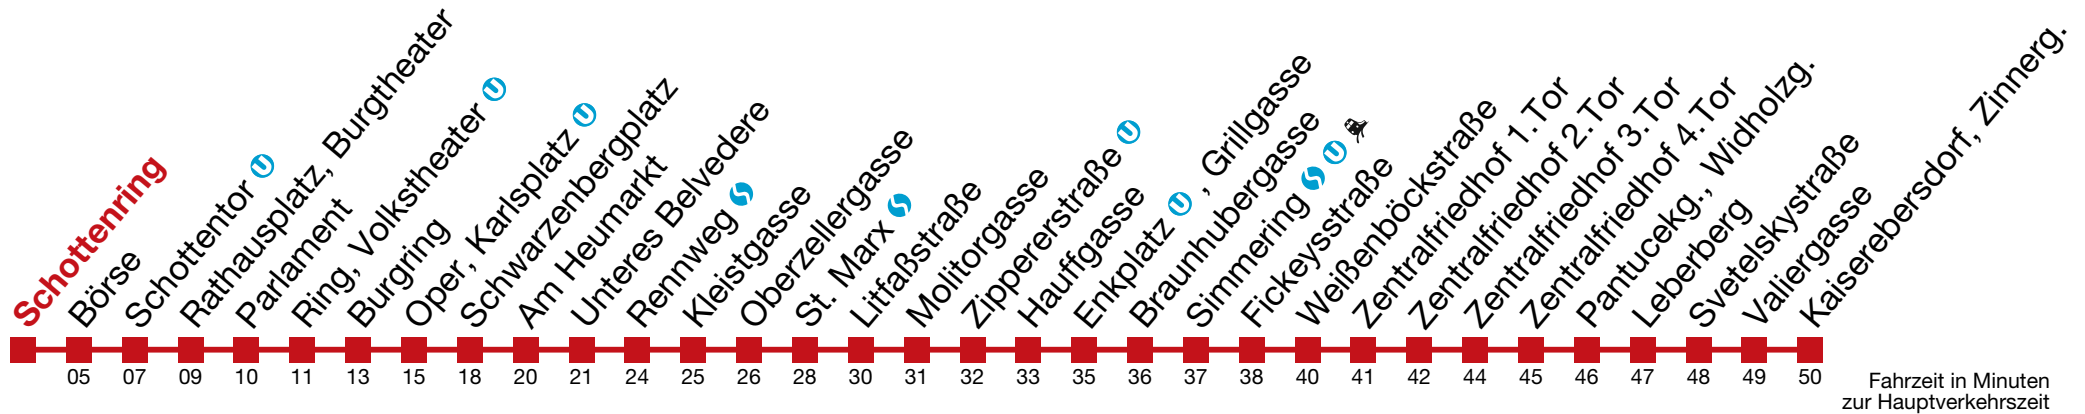 Schottenring
Börse
Schottentor U
Rathausplatz, Burgtheater
Parlament
Ring, Volkstheater U
Burgring
Oper, Karlsplatz U
Schwarzenbergplatz
Am Heumarkt
Unteres Belvedere
Rennweg S
Kleistgasse
Oberzellergasse
St. Marx S
Litfaßstraße
Molitorgasse
Zippererstraße U
Hauffgasse
Enkplatz U , Grillgasse
Braunhubergasse
Simmering S U
Fickeysstraße
Weißenböckstraße
Zentralfriedhof 1.Tor
Zentralfriedhof 2.Tor
Zentralfriedhof 3.Tor
Zentralfriedhof 4.Tor
Pantucekg., Widholzg.
Leberberg
Svetelskystraße
Valiergasse
Kaiserebersdorf, Zinnerg.
05 07 09 10 11 13 15 18 20 21 24 25 26 28 30 31 32 33 35 36 37 38 40 41 42 44 45 46 47 48 49 50
Fahrzeit in Minuten
zur Hauptverkehrszeit